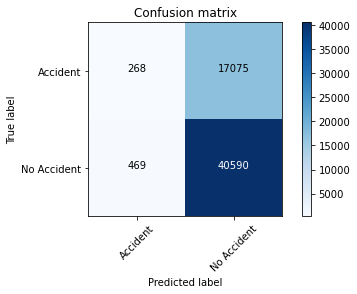 Confusion matrix
True label
Accident
268
17075
No Accident
469
40590
Accident
No Accident
Predicted label
40000
35000
30000
25000
20000
15000
10000
5000